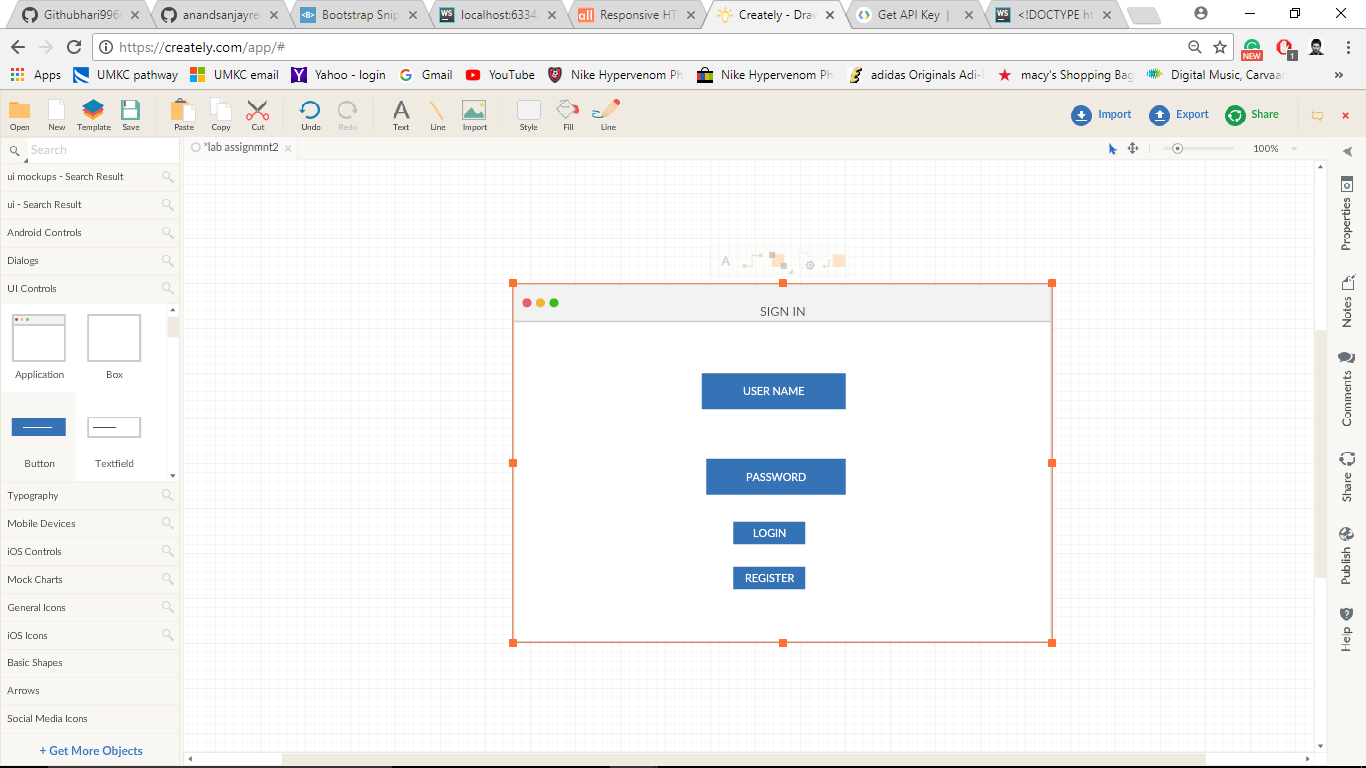 Githubhari996
anandsanjayre
Bootstrap Snip
localhost:6334
Responsive HT
Creately - Draw
Get API Key |
<!DOCTYPE ht
https://creately.com/app/#
NEW
1
Apps
UMKC pathway
UMKC email
Yahoo - login
Gmail
YouTube
Nike Hypervenom Ph
Nike Hypervenom Ph
adidas Originals Adi-
macy's Shopping Bag
Digital Music, Carvaa
»
Open
New
Template
Save
Paste
Copy
Cut
Undo
Redo
Text
Line
Import
Style
Fill
Line
Import
Export
Share
Search
*lab assignmnt2
100%
ui mockups - Search Result
ui - Search Result
Android Controls
Dialogs
UI Controls
Application
Box
Button
Textfield
Typography
Mobile Devices
iOS Controls
Mock Charts
General Icons
iOS Icons
Basic Shapes
Arrows
Social Media Icons
+ Get More Objects
A
SIGN IN
USER NAME
PASSWORD
LOGIN
REGISTER
Properties
Notes
Comments
Share
Publish
Help